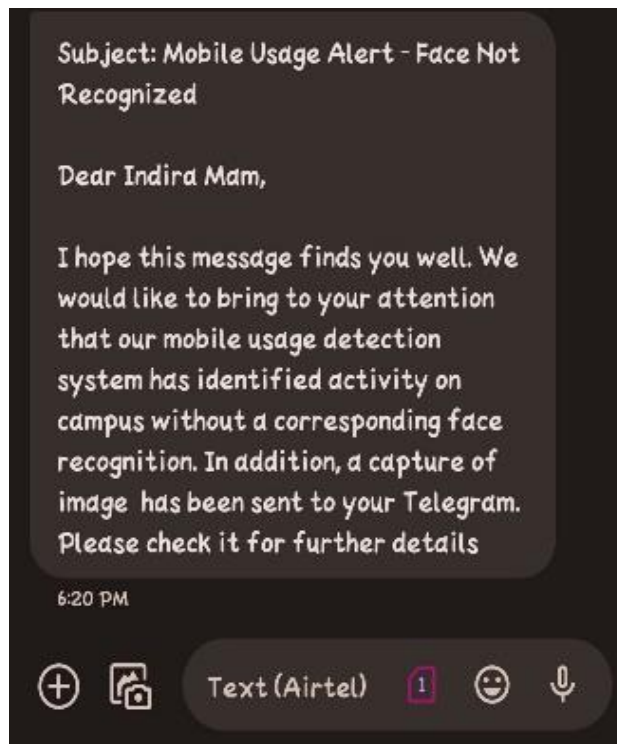 Subject: Mobile Usage Alert - Face Not
Recognized
Dear Indira Mam,
I hope this message finds you well. We
would like to bring to your attention
that our mobile usage detection
system has identified activity on
campus without a corresponding face
recognition. In addition, a capture of
image has been sent to your Telegram.
Please check it for further details
6:20 PM
Text (Airtel) 1